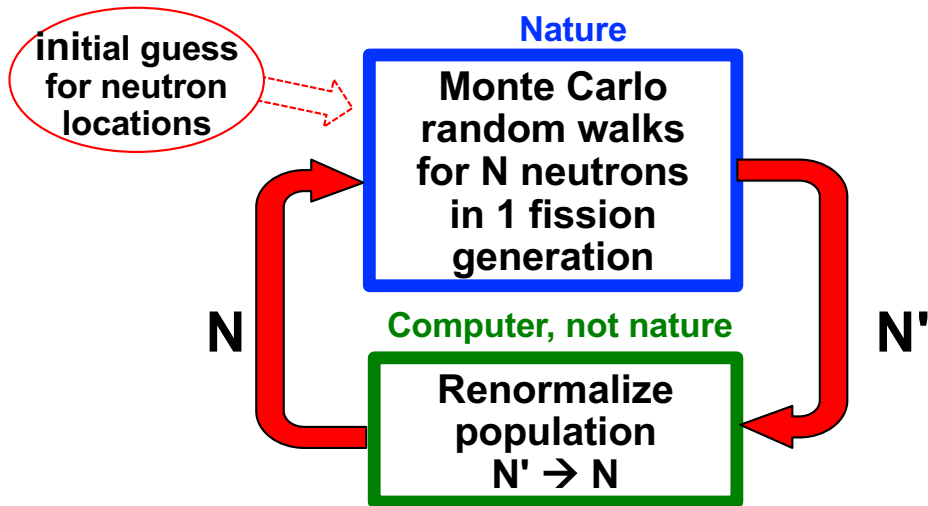 initial guess
for neutron
locations
Nature
Monte Carlo
random walks
for N neutrons
in 1 fission
generation
N
N'
Computer, not nature
Renormalize
population
N' → N